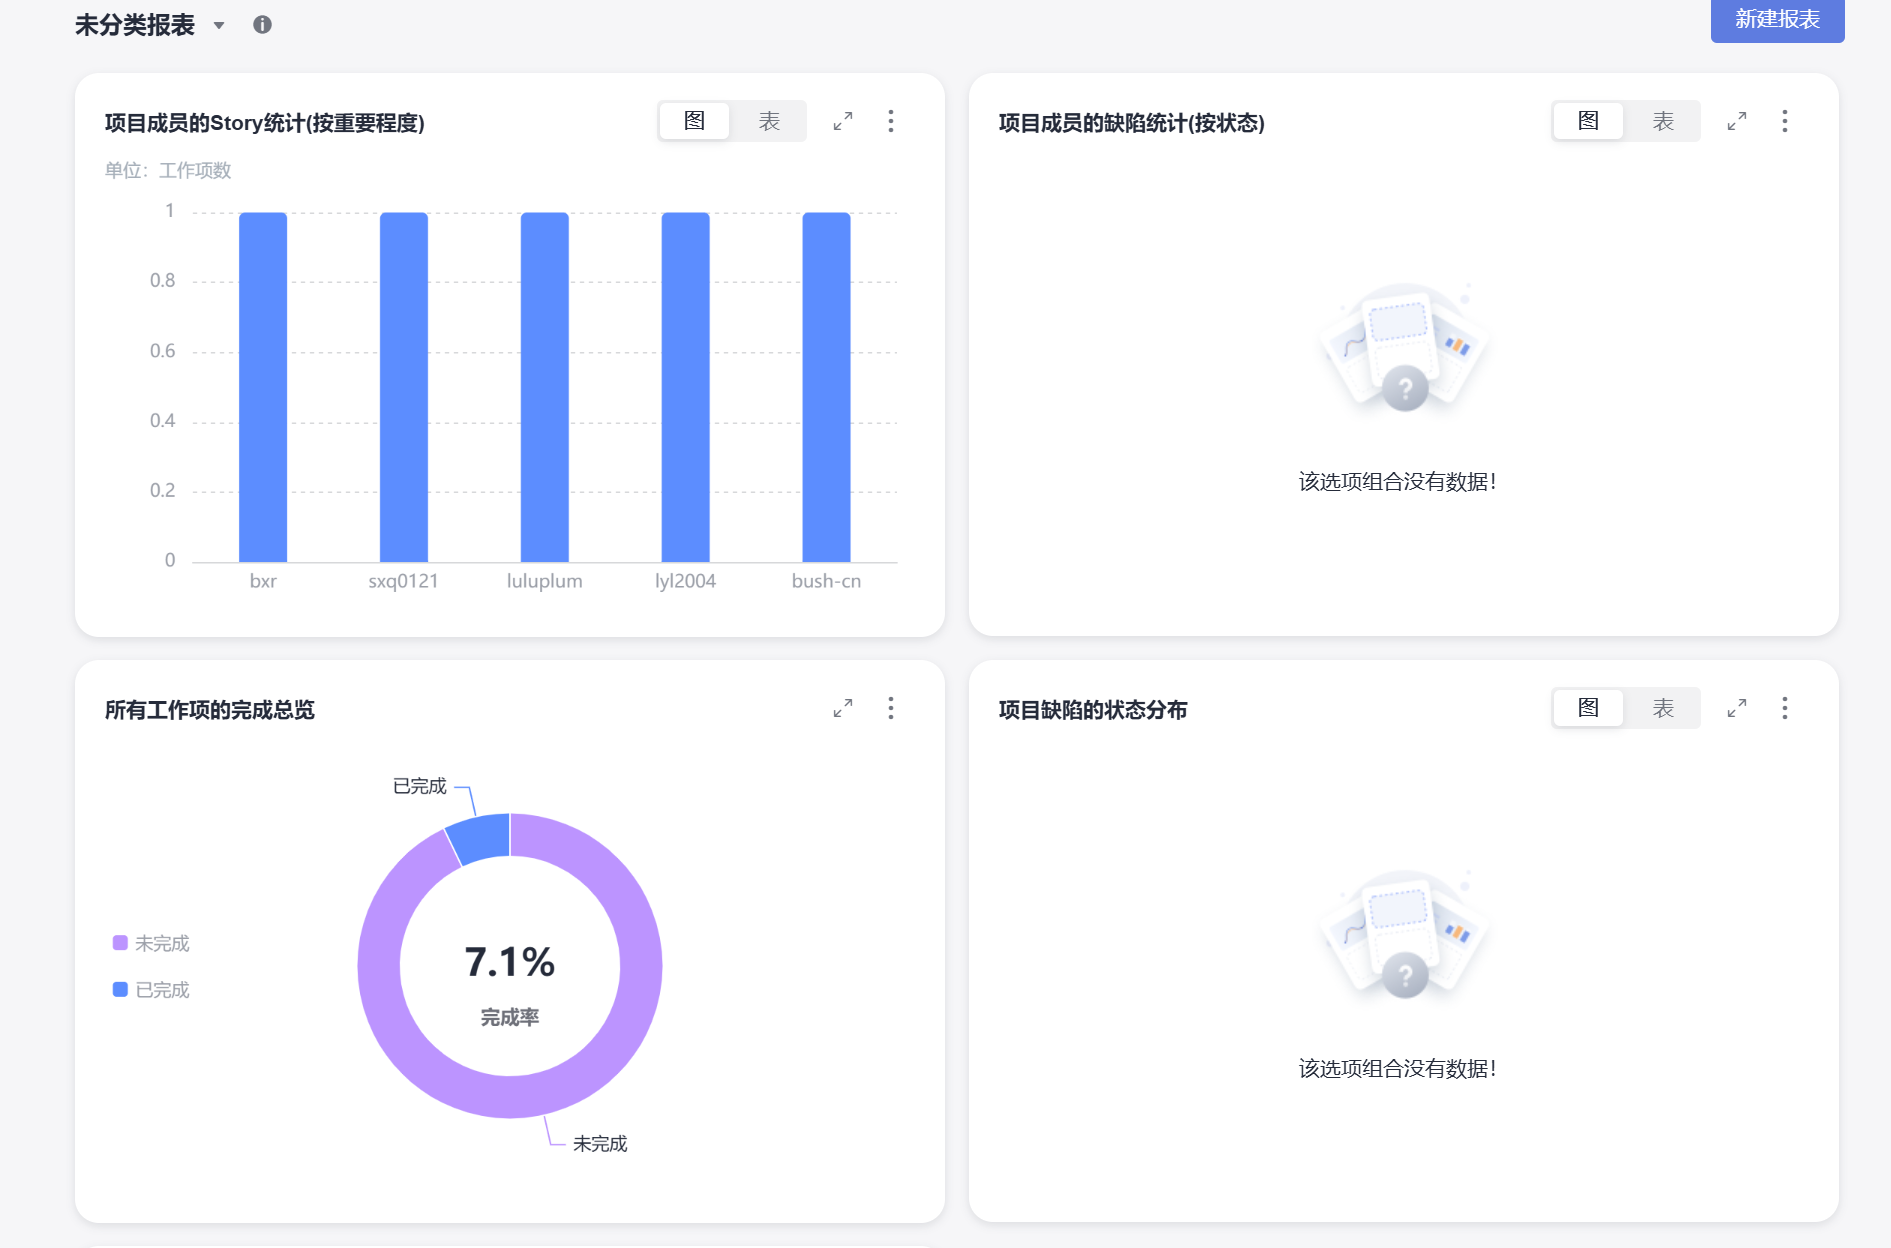 未分类报表
新建报表
项目成员的Story统计(按重要程度)
图 表
单位：工作项数
1
0.8
0.6
0.4
0.2
0
bxr sxq0121 luluplum lyl2004 bush-cn
项目成员的缺陷统计(按状态)
图 表
该选项组合没有数据！
所有工作项的完成总览
已完成
未完成
已完成
7.1%
完成率
未完成
项目缺陷的状态分布
图 表
该选项组合没有数据！